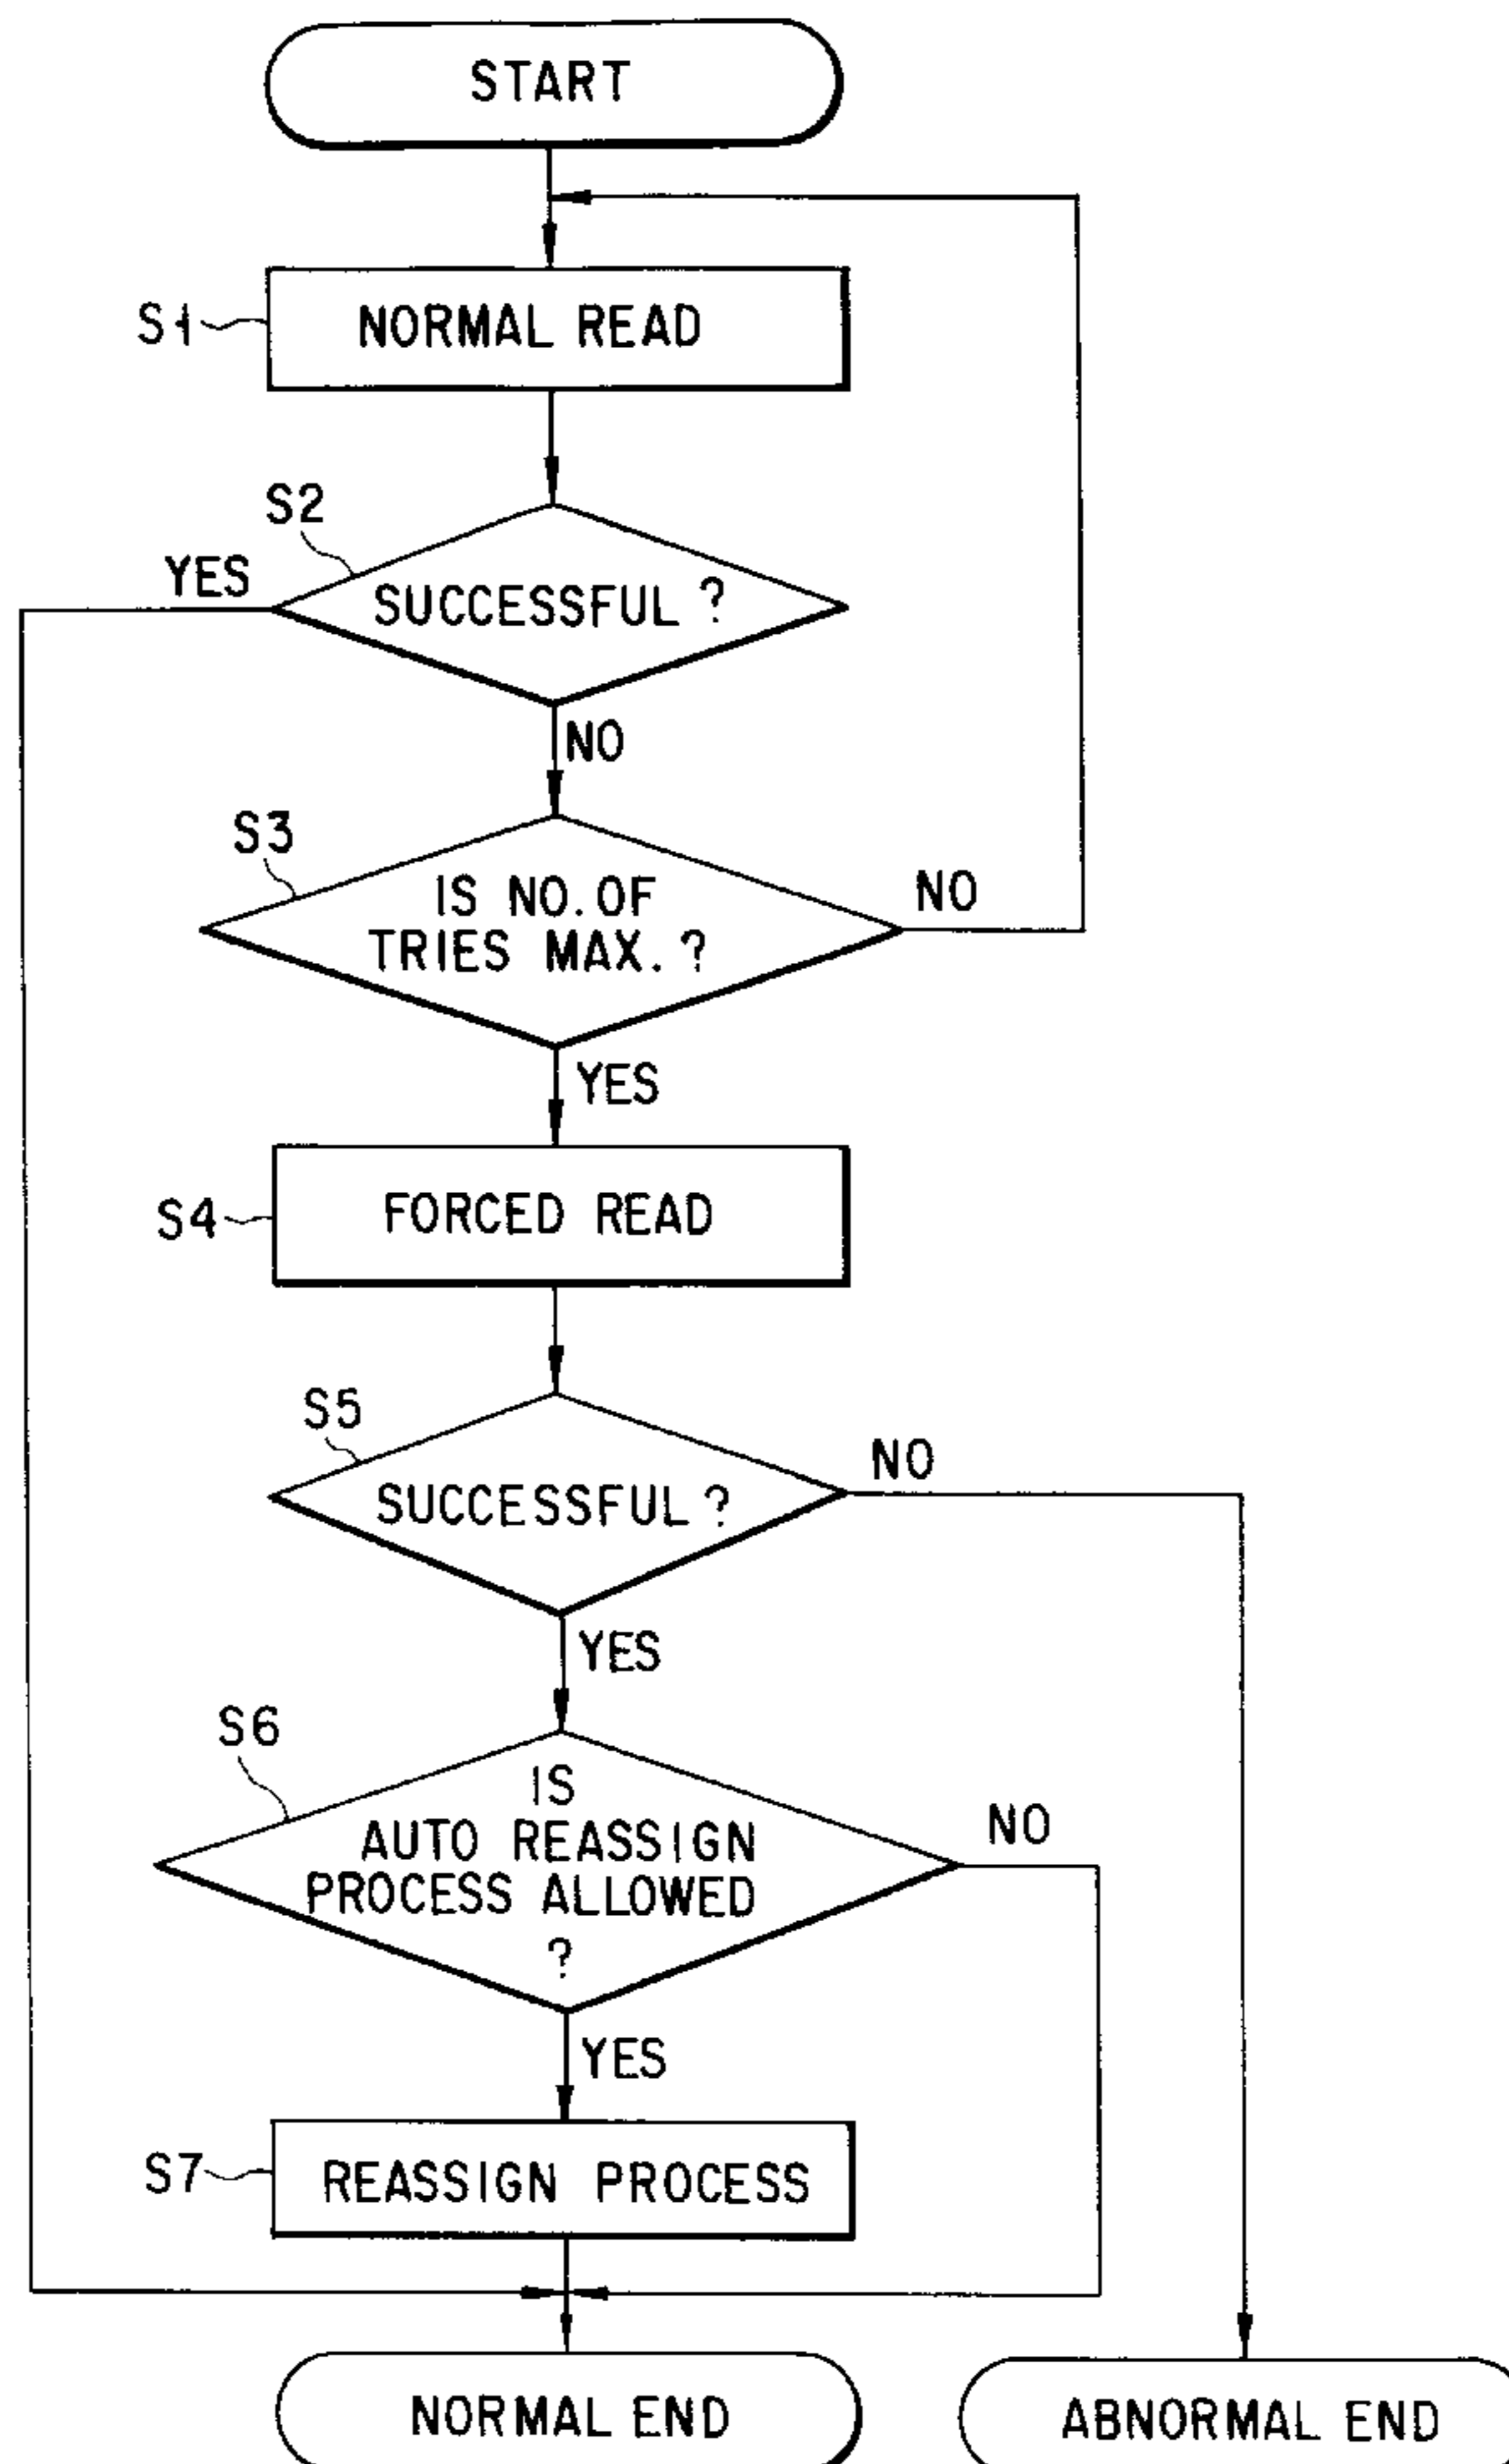 START
S1
NORMAL READ
S2
YES
SUCCESSFUL ?
NO
S3
IS NO. OF
TRIES MAX. ?
NO
YES
S4
FORCED READ
S5
SUCCESSFUL ?
NO
YES
S6
IS
AUTO REASSIGN
PROCESS ALLOWED
?
NO
YES
S7
REASSIGN PROCESS
NORMAL END
ABNORMAL END